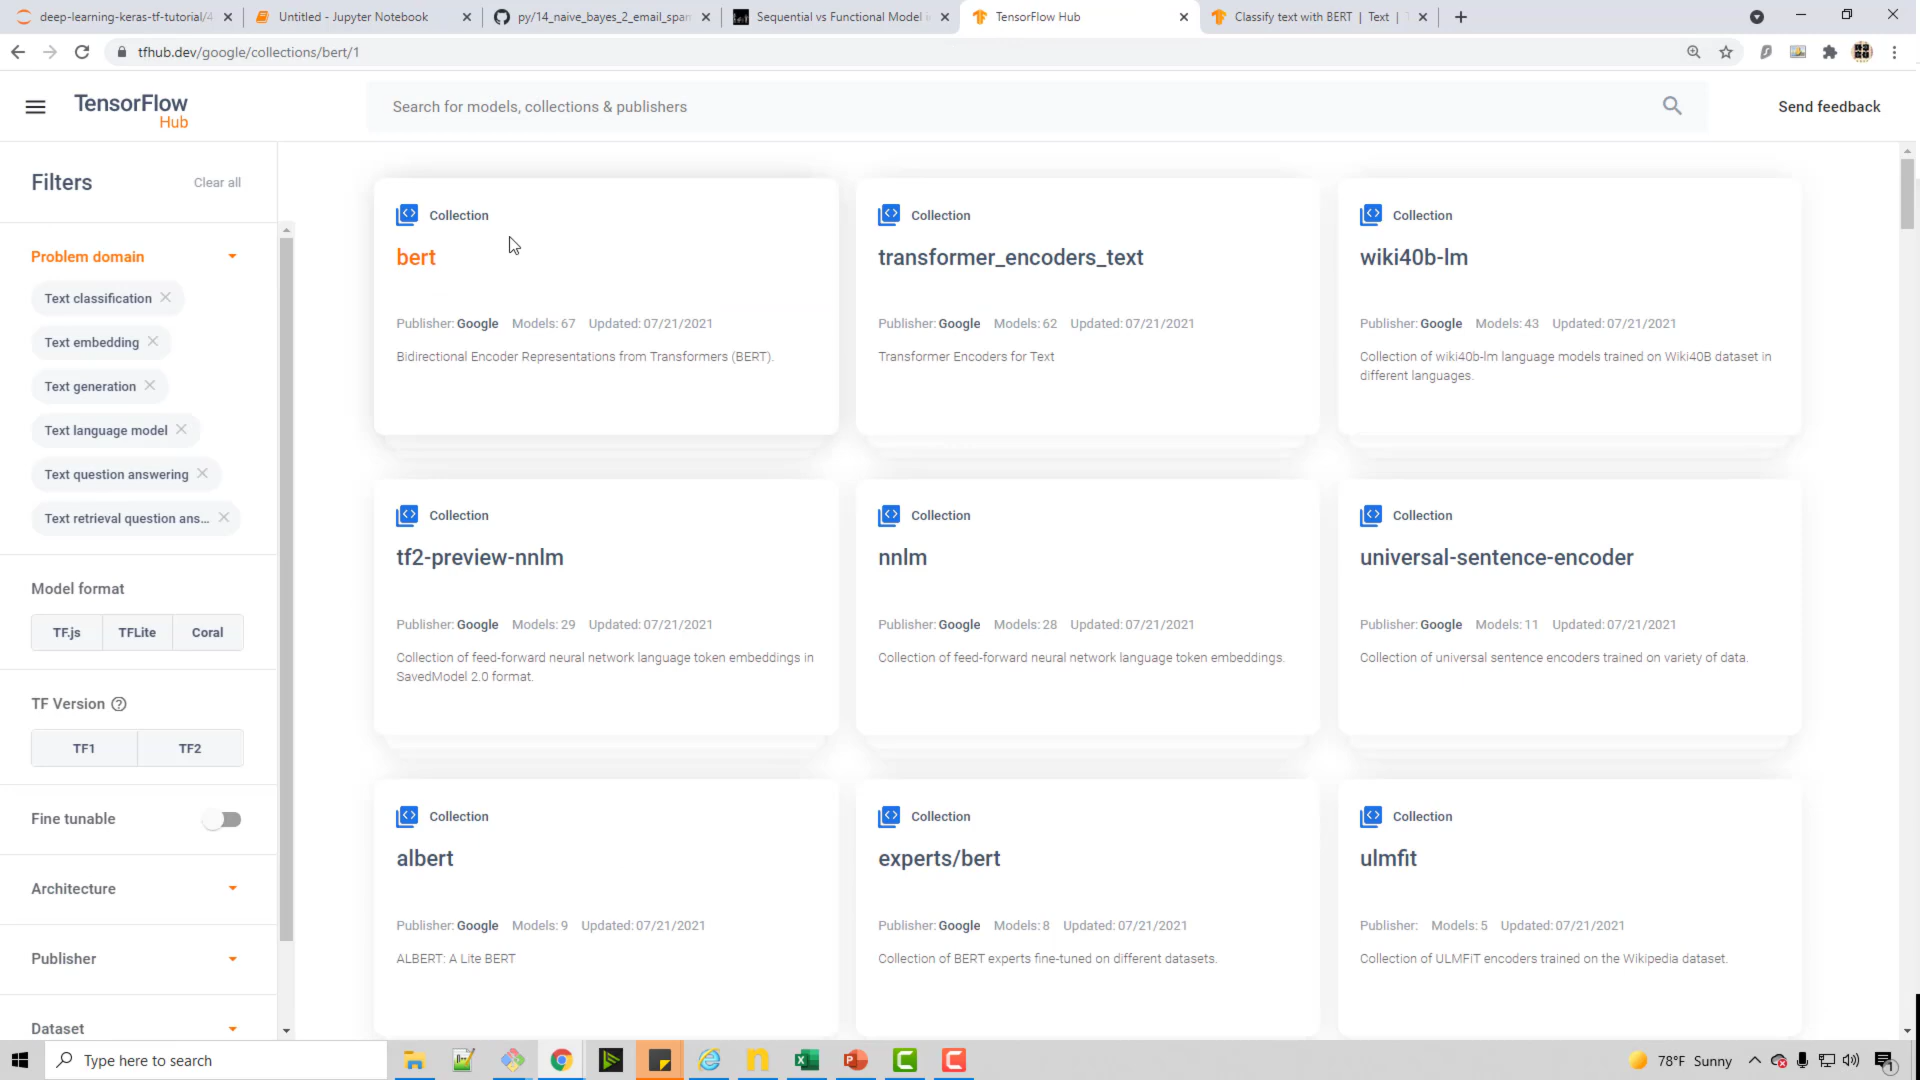 deep-learning-keras-tf-tutorial/4
Untitled - Jupyter Notebook
py/14_naive_bayes_2_email_spam
Sequential vs Functional Model i
TensorFlow Hub
Classify text with BERT | Text |
tfhub.dev/google/collections/bert/1
TensorFlow
Hub
Search for models, collections & publishers
Send feedback
Filters
Clear all
Problem domain
Text classification
Text embedding
Text generation
Text language model
Text question answering
Text retrieval question ans...
Model format
TF.js TFLite Coral
TF Version
TF1 TF2
Fine tunable
Architecture
Publisher
Dataset
Collection
bert
Publisher: Google Models: 67 Updated: 07/21/2021
Bidirectional Encoder Representations from Transformers (BERT).
Collection
transformer_encoders_text
Publisher: Google Models: 62 Updated: 07/21/2021
Transformer Encoders for Text
Collection
wiki40b-lm
Publisher: Google Models: 43 Updated: 07/21/2021
Collection of wiki40b-lm language models trained on Wiki40B dataset in
different languages.
Collection
tf2-preview-nnlm
Publisher: Google Models: 29 Updated: 07/21/2021
Collection of feed-forward neural network language token embeddings in
SavedModel 2.0 format.
Collection
nnlm
Publisher: Google Models: 28 Updated: 07/21/2021
Collection of feed-forward neural network language token embeddings.
Collection
universal-sentence-encoder
Publisher: Google Models: 11 Updated: 07/21/2021
Collection of universal sentence encoders trained on variety of data.
Collection
albert
Publisher: Google Models: 9 Updated: 07/21/2021
ALBERT: A Lite BERT
Collection
experts/bert
Publisher: Google Models: 8 Updated: 07/21/2021
Collection of BERT experts fine-tuned on different datasets.
Collection
ulmfit
Publisher: Models: 5 Updated: 07/21/2021
Collection of ULMFiT encoders trained on the Wikipedia dataset.
Type here to search
78°F Sunny
1